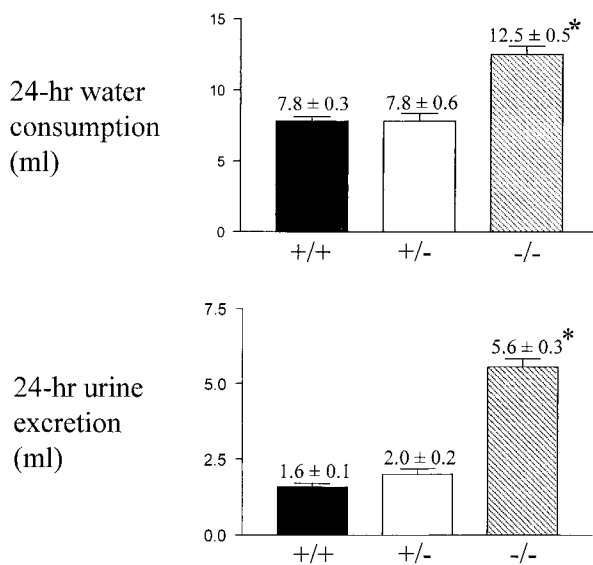 15
12.5 ± 0.5*
24-hr water
consumption
(ml)
10
7.8 ± 0.3
7.8 ± 0.6
5
0
+/+
+/-
-/-
7.5
5.6 ± 0.3*
24-hr urine
excretion
(ml)
5.0
2.5
1.6 ± 0.1
2.0 ± 0.2
0.0
+/+
+/-
-/-